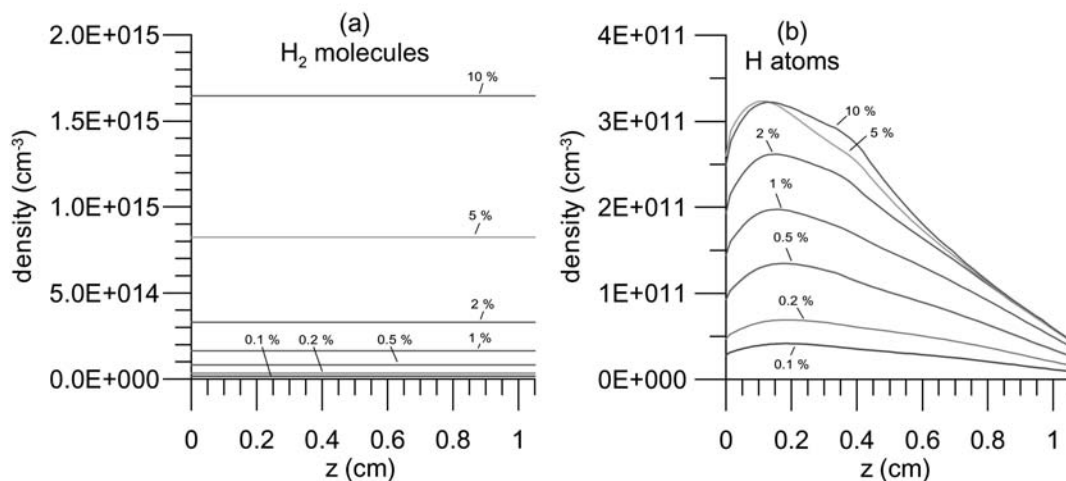 (a)
H₂ molecules
density (cm⁻³)
2.0E+015
1.5E+015
1.0E+015
5.0E+014
0.0E+000
10 %
5 %
2 %
0.1 % 0.2 % 0.5 % 1 %
0 0.2 0.4 0.6 0.8 1
z (cm)
(b)
H atoms
density (cm⁻³)
4E+011
3E+011
2E+011
1E+011
0E+000
10 %
5 %
2 %
1 %
0.5 %
0.2 %
0.1 %
0 0.2 0.4 0.6 0.8 1
z (cm)